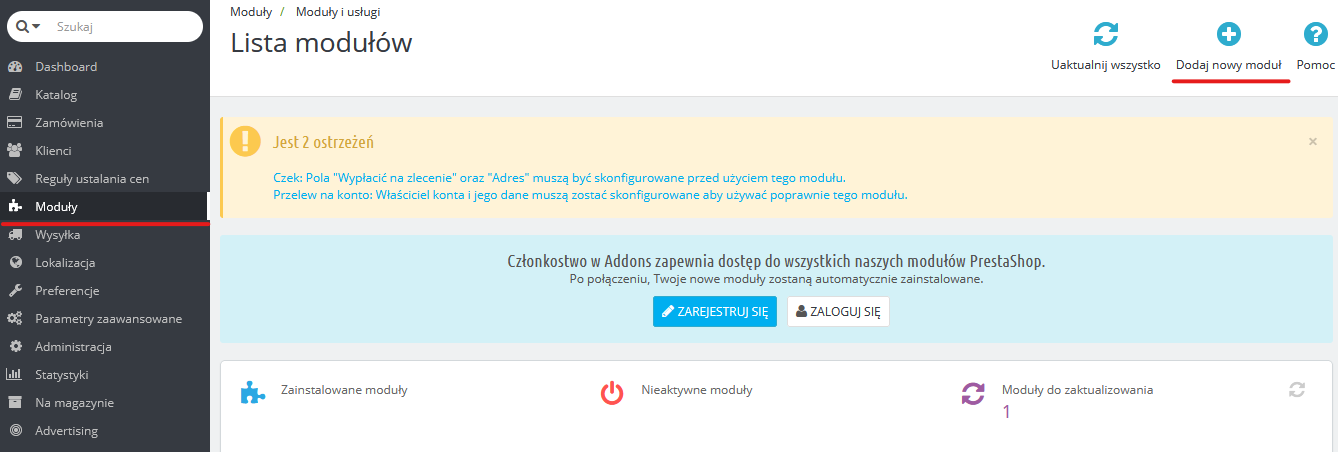 Szukaj
Dashboard
Katalog
Zamówienia
Klienci
Reguły ustalania cen
Moduły
Wysyłka
Lokalizacja
Preferencje
Parametry zaawansowane
Administracja
Statystyki
Na magazynie
Advertising
Moduły / Moduły i usługi
Lista modułów
Uaktualnij wszystko
Dodaj nowy moduł
Pomoc
Jest 2 ostrzeżeń
×
Czek: Pola "Wypłacić na zlecenie" oraz "Adres" muszą być skonfigurowane przed użyciem tego modułu.
Przelew na konto: Właściciel konta i jego dane muszą zostać skonfigurowane aby używać poprawnie tego modułu.
Członkostwo w Addons zapewnia dostęp do wszystkich naszych modułów PrestaShop.
Po połączeniu, Twoje nowe moduły zostaną automatycznie zainstalowane.
ZAREJESTRUJ SIĘ
ZALOGUJ SIĘ
Zainstalowane moduły
Nieaktywne moduły
Moduły do zaktualizowania
1